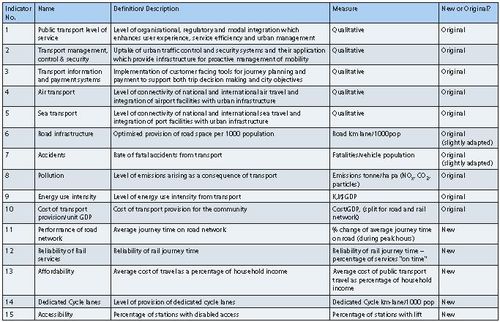 Indicator No. Name Definition/ Description Measure New or Original?
1 Public transport level of service Level of organisational, regulatory and modal integration which enhances user experience, service efficiency and urban management Qualitative Original
2 Transport management, control & security Uptake of urban traffic control and security systems and their application which provide infrastructure for proactive management of mobility Qualitative Original
3 Transport information and payment systems Implementation of customer facing tools for journey planning and payment to support both trip decision making and city objectives Qualitative Original
4 Air transport Level of connectivity of national and international air travel and integration of airport facilities with urban infrastructure Qualitative Original
5 Sea transport Level of connectivity of national and international sea travel and integration of port facilities with urban infrastructure Qualitative Original
6 Road infrastructure Optimised provision of road space per 1000 population Road km lane/1000pop Original (slightly adapted)
7 Accidents Rate of fatal accidents from transport Fatalities/vehicle population Original (slightly adapted)
8 Pollution Level of emissions arising as a consequence of transport Emissions tonne/ha pa (NOx, CO2, particles) Original
9 Energy use intensity Level of energy use intensity from transport KJ/$GDP Original
10 Cost of transport provision/unit GDP Cost of transport provision for the community Cost/GDP, (split for road and rail network) Original
11 Performance of road network Average journey time on road network % change of average journey time on road (during peak hours) New
12 Reliability of Rail services Reliability of rail journey time Reliability of rail journey time – percentage of services "on time" New
13 Affordability Average cost of travel as a percentage of household income Average cost of public transport travel as percentage of household income New
14 Dedicated Cycle lanes Level of provision of dedicated cycle lanes Dedicated Cycle km-lane/1000 pop New
15 Accessibility Percentage of stations with disabled access Percentage of stations with lift New